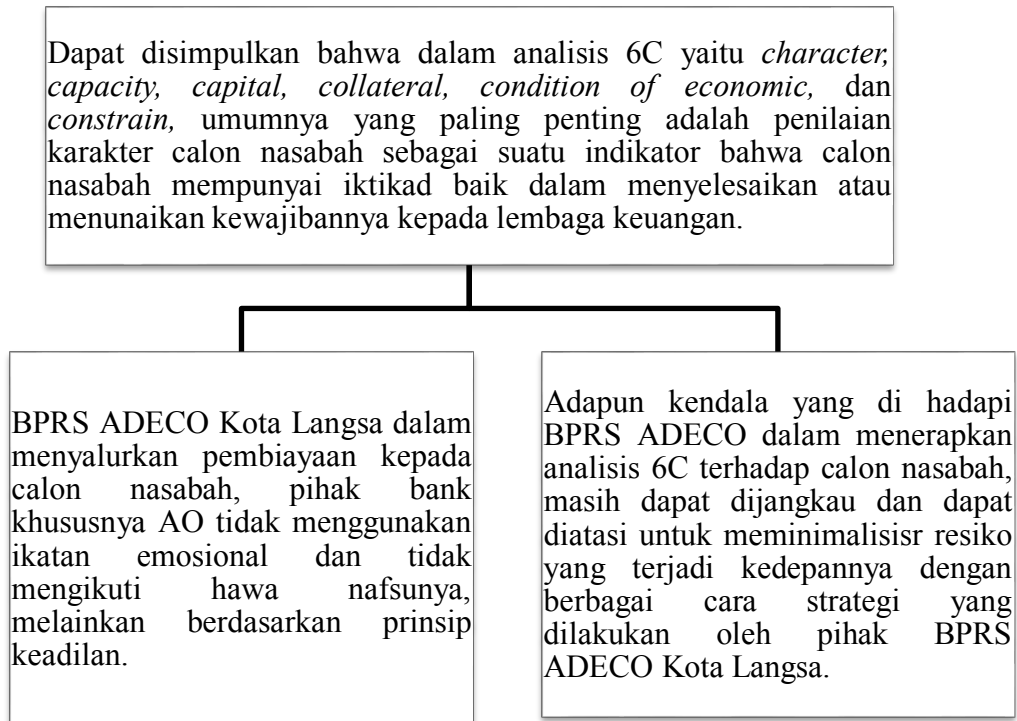 Dapat disimpulkan bahwa dalam analisis 6C yaitu character,
capacity, capital, collateral, condition of economic, dan
constrain, umumnya yang paling penting adalah penilaian
karakter calon nasabah sebagai suatu indikator bahwa calon
nasabah mempunyai iktikad baik dalam menyelesaikan atau
menunaikan kewajibannya kepada lembaga keuangan.
BPRS ADECO Kota Langsa dalam
menyalurkan pembiayaan kepada
calon nasabah, pihak bank
khususnya AO tidak menggunakan
ikatan emosional dan tidak
mengikuti hawa nafsunya,
melainkan berdasarkan prinsip
keadilan.
Adapun kendala yang di hadapi
BPRS ADECO dalam menerapkan
analisis 6C terhadap calon nasabah,
masih dapat dijangkau dan dapat
diatasi untuk meminimalisisr resiko
yang terjadi kedepannya dengan
berbagai cara strategi yang
dilakukan oleh pihak BPRS
ADECO Kota Langsa.